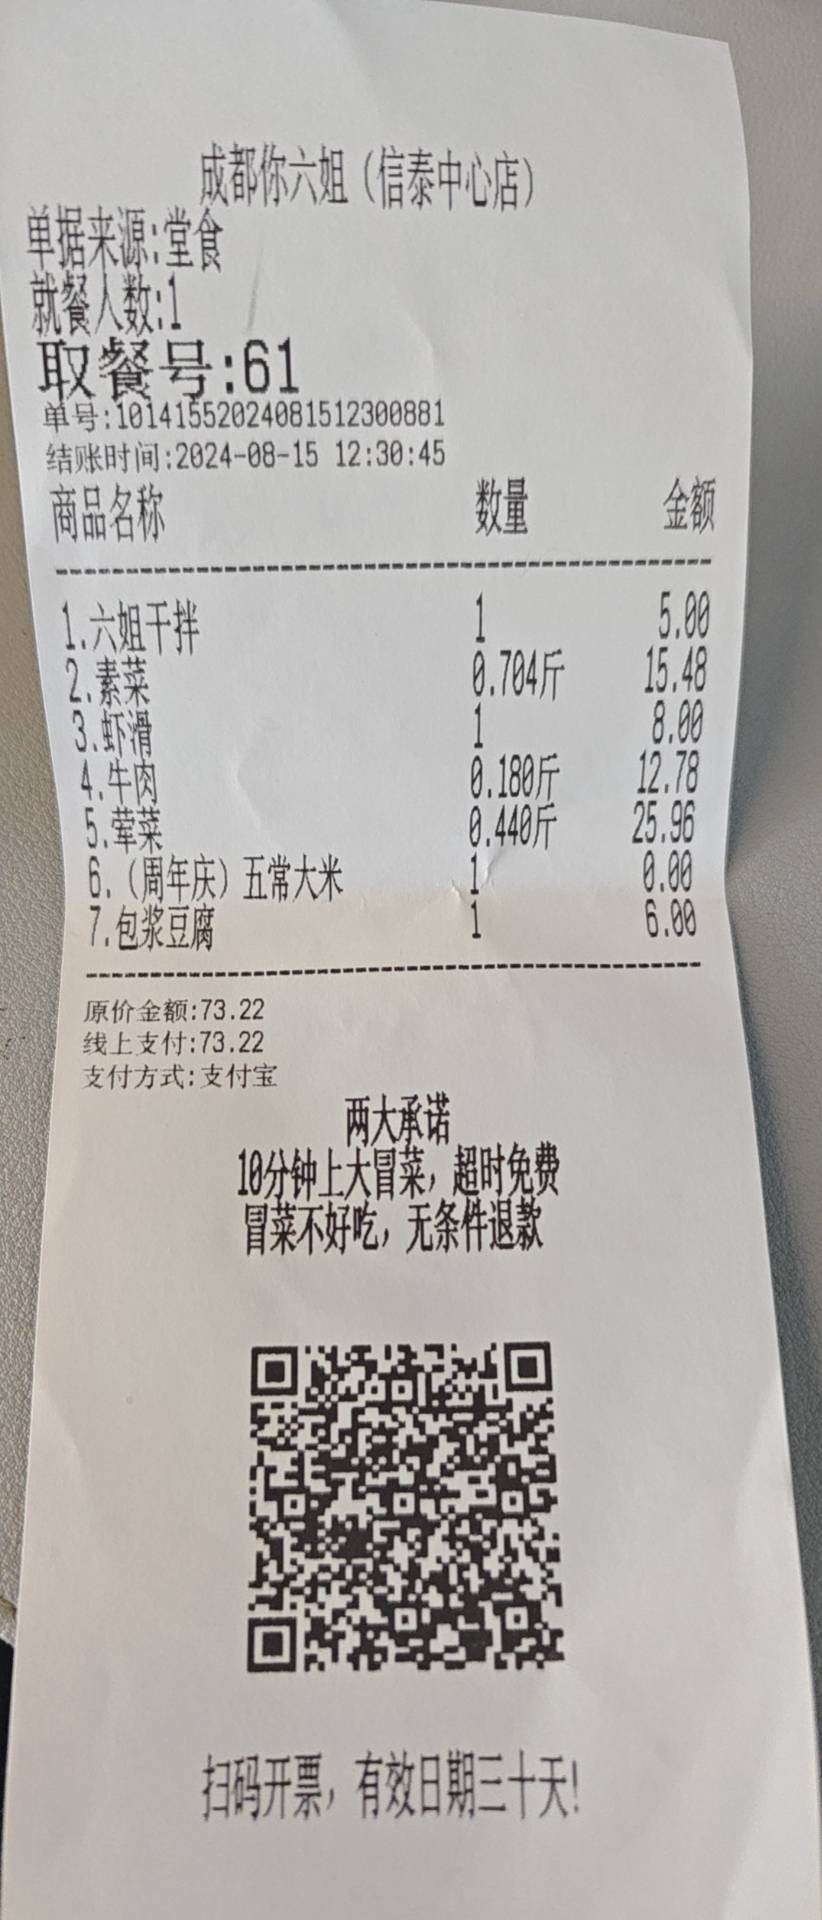 成都你六姐（信泰中心店）
单据来源:堂食
就餐人数:1
取餐号:61
单号:10141552024081512300881
结账时间:2024-08-15 12:30:45
商品名称 数量 金额
1.六姐干拌 1 5.00
2.素菜 0.704斤 15.48
3.虾滑 1 8.00
4.牛肉 0.180斤 12.78
5.荤菜 0.440斤 25.96
6.（周年庆）五常大米 1 0.00
7.包浆豆腐 1 6.00
原价金额:73.22
线上支付:73.22
支付方式:支付宝
两大承诺
10分钟上大冒菜，超时免费
冒菜不好吃，无条件退款
扫码开票，有效日期三十天!